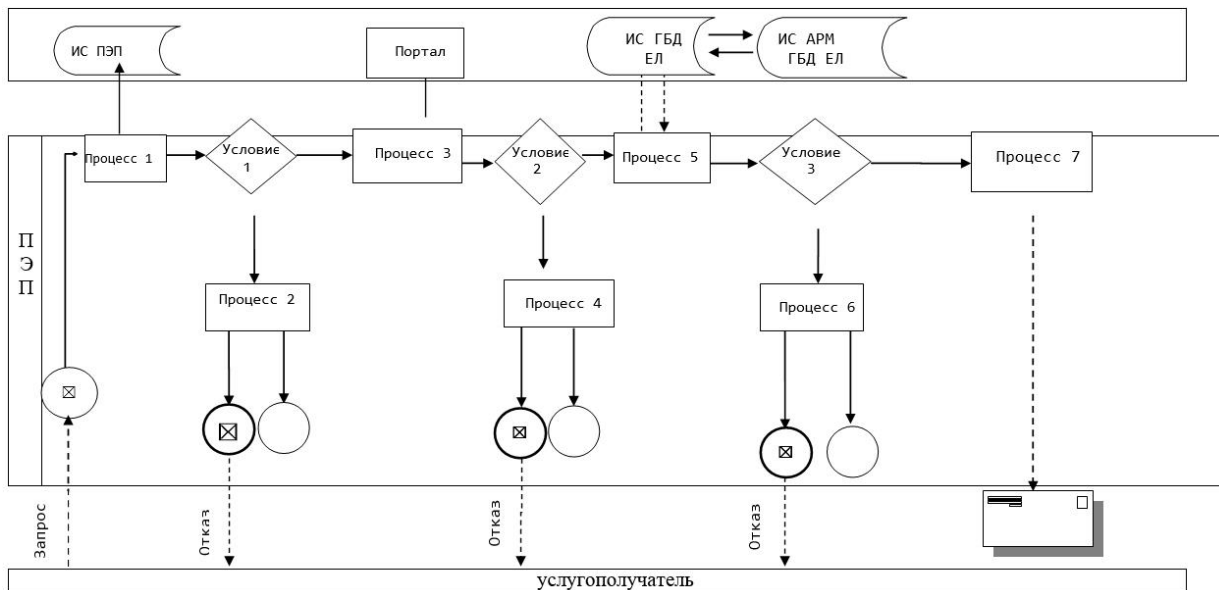 ИС ПЭП
Портал
ИС ГБД
ЕЛ
ИС АРМ
ГБД ЕЛ
Процесс 1
Условие
1
Процесс 3
Условие
2
Процесс 5
Условие
3
Процесс 7
П
Э
П
Процесс 2
Процесс 4
Процесс 6
Запрос
Отказ
Отказ
Отказ
услугополучатель